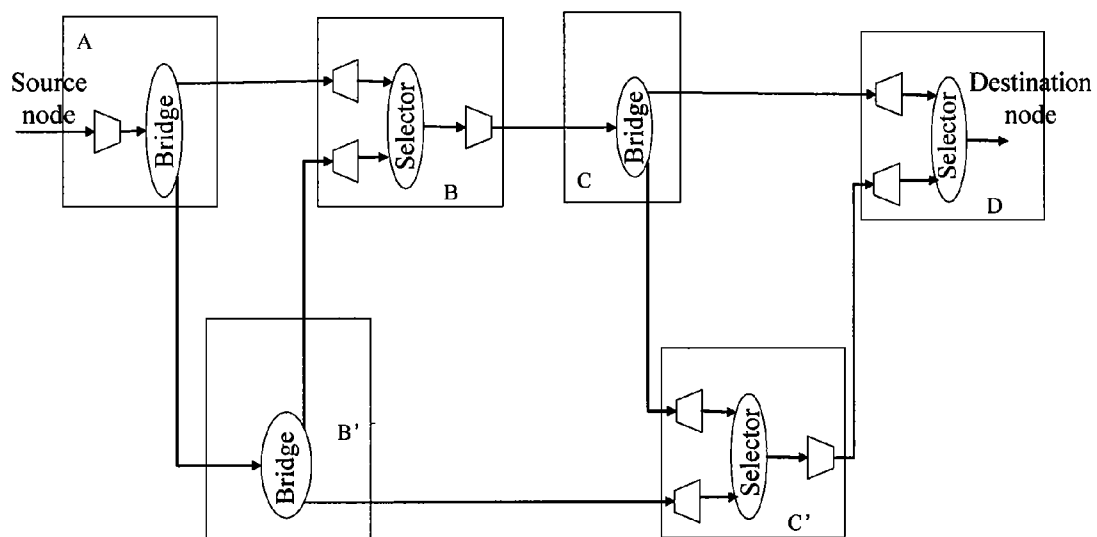 A
Source
node
Bridge
Selector
B
Bridge
C
Selector
Destination
node
D
Bridge
B'
Selector
C'